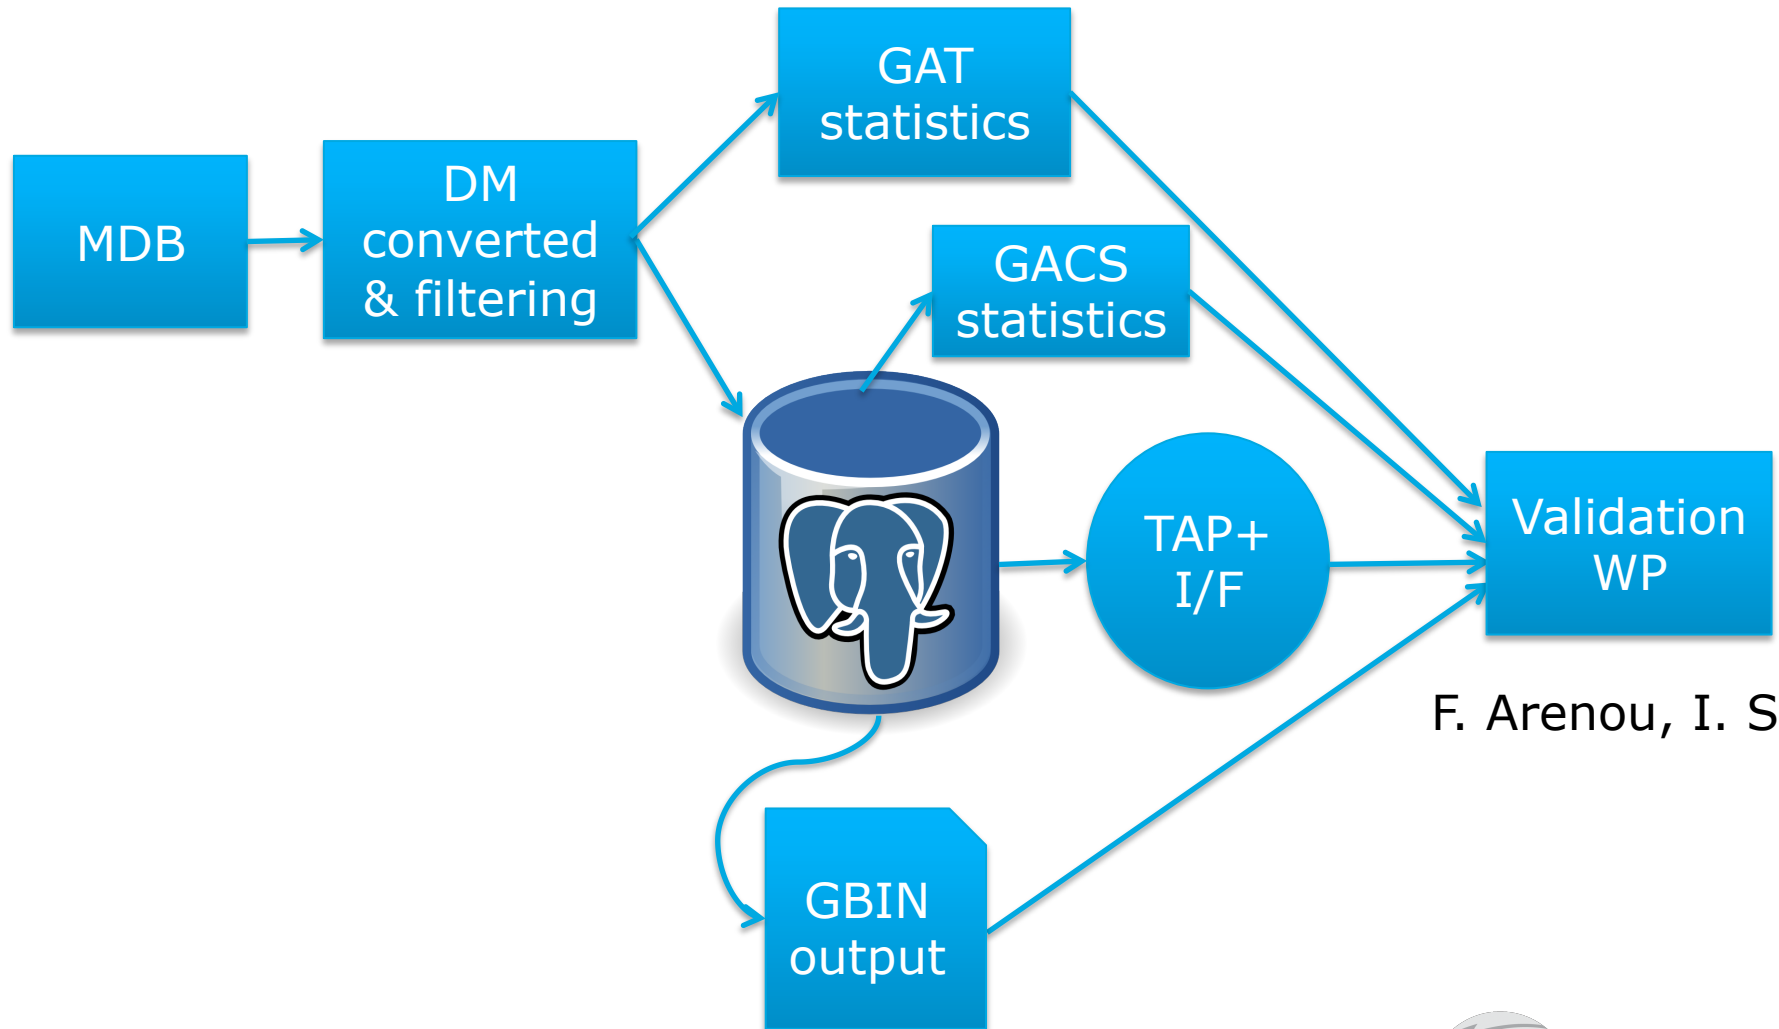 GAT
statistics
MDB
DM
converted
& filtering
GACS
statistics
TAP+
I/F
Validation
WP
F. Arenou, I. S
GBIN
output